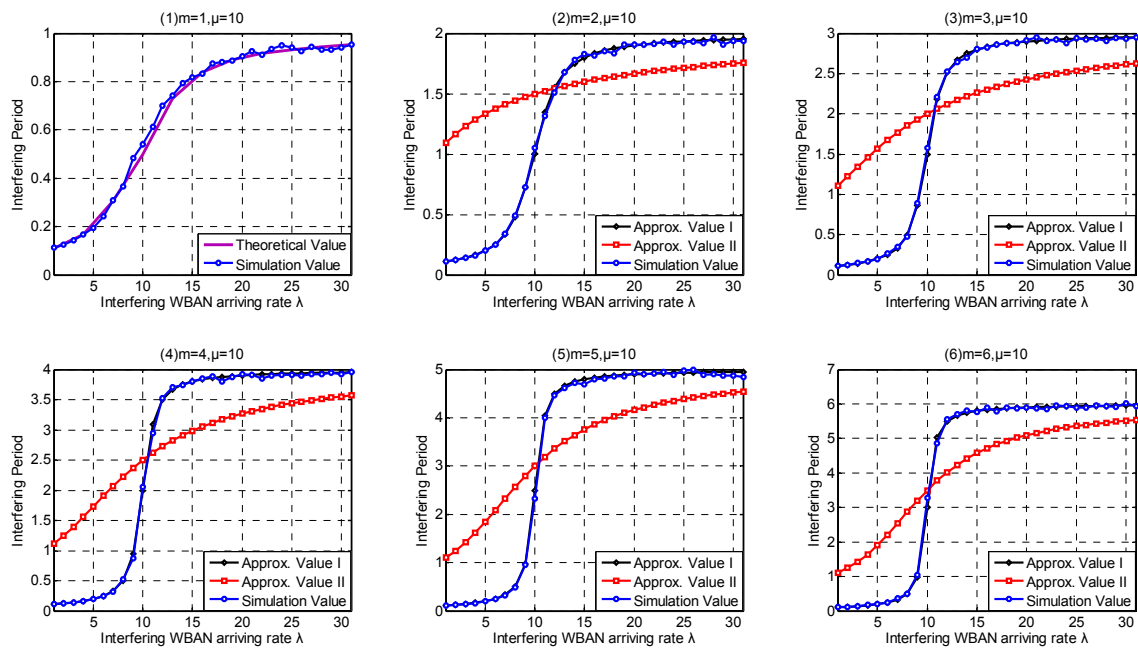 (1)m=1,μ=10
Interfering Period
1
0.8
0.6
0.4
0.2
0
5 10 15 20 25 30
Interfering WBAN arriving rate λ
Theoretical Value
Simulation Value
(2)m=2,μ=10
Interfering Period
2
1.5
1
0.5
0
5 10 15 20 25 30
Interfering WBAN arriving rate λ
Approx. Value I
Approx. Value II
Simulation Value
(3)m=3,μ=10
Interfering Period
3
2.5
2
1.5
1
0.5
0
5 10 15 20 25 30
Interfering WBAN arriving rate λ
Approx. Value I
Approx. Value II
Simulation Value
(4)m=4,μ=10
Interfering Period
4
3.5
3
2.5
2
1.5
1
0.5
0
5 10 15 20 25 30
Interfering WBAN arriving rate λ
Approx. Value I
Approx. Value II
Simulation Value
(5)m=5,μ=10
Interfering Period
5
4
3
2
1
0
5 10 15 20 25 30
Interfering WBAN arriving rate λ
Approx. Value I
Approx. Value II
Simulation Value
(6)m=6,μ=10
Interfering Period
7
6
5
4
3
2
1
0
5 10 15 20 25 30
Interfering WBAN arriving rate λ
Approx. Value I
Approx. Value II
Simulation Value